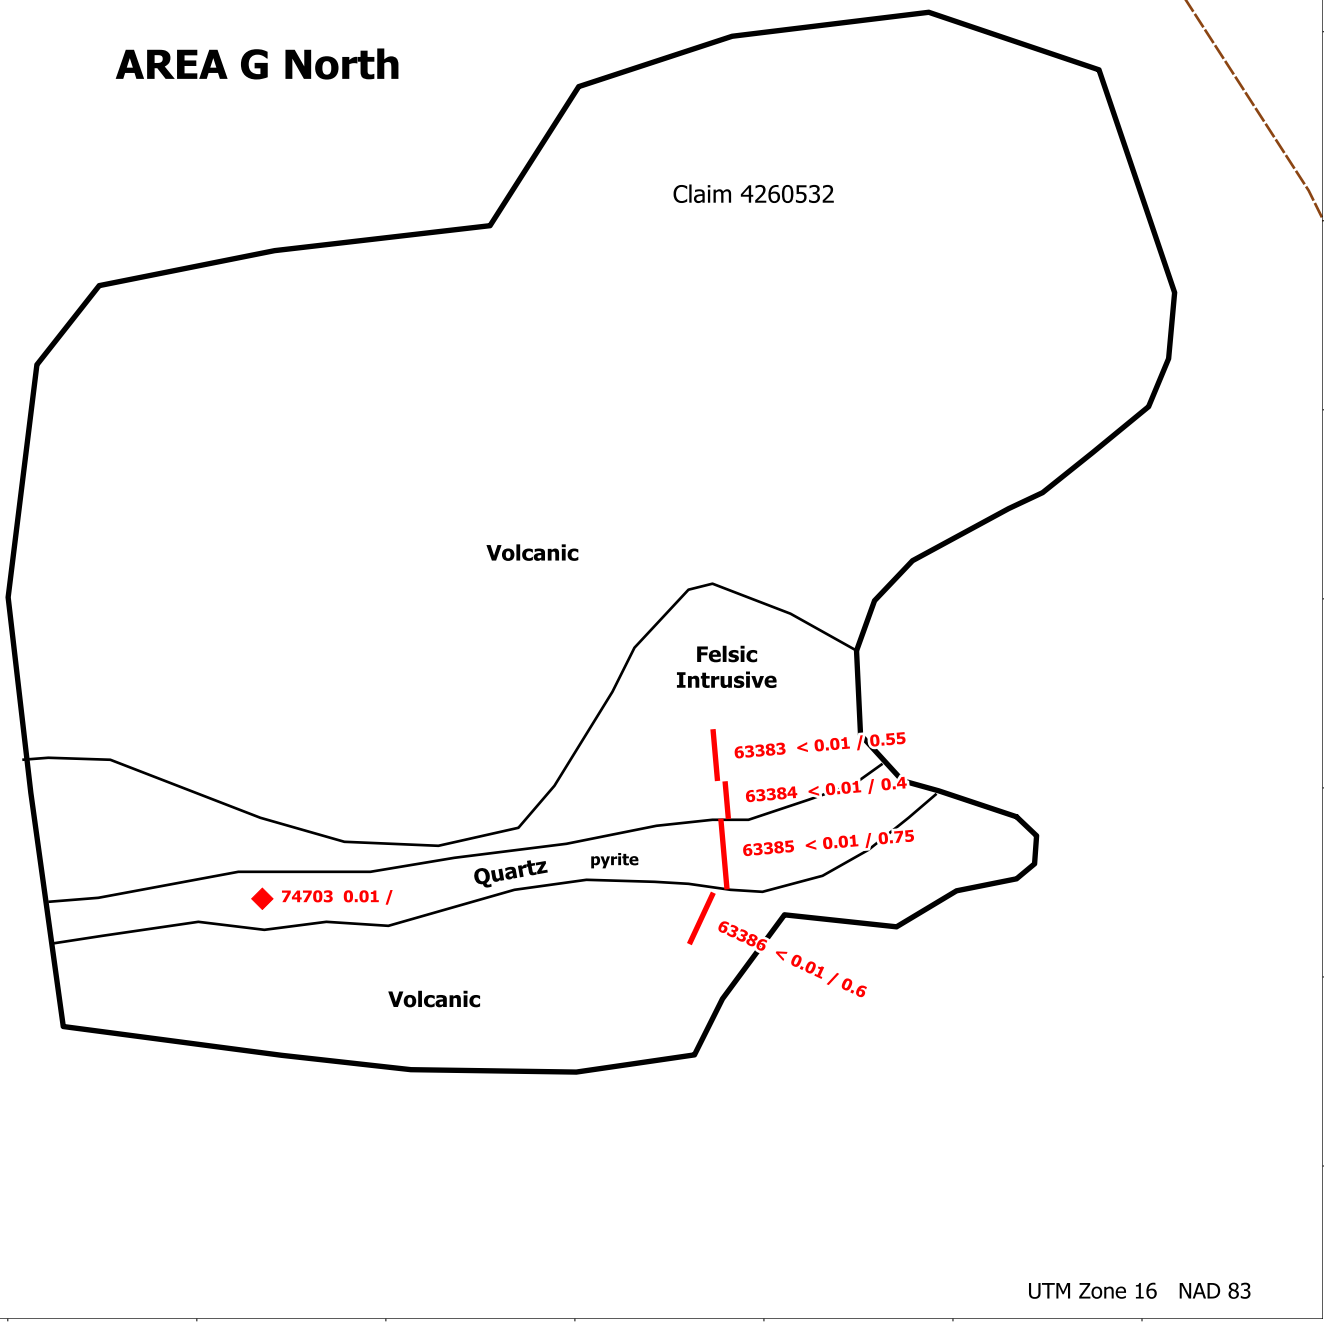 AREA G North
Claim 4260532
Volcanic
Felsic
Intrusive
63383 < 0.01 / 0.55
63384 < 0.01 / 0.4
63385 < 0.01 / 0.75
pyrite
Quartz
74703 0.01 /
63386 < 0.01 / 0.6
Volcanic
UTM Zone 16 NAD 83